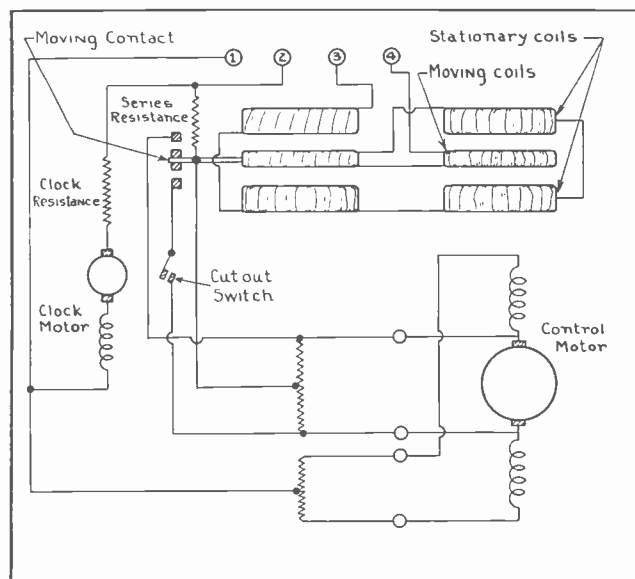 Moving Contact
1
2
3
4
Stationary coils
Moving coils
Series
Resistance
Clock
Resistance
Cutout
Switch
Clock
Motor
Control
Motor